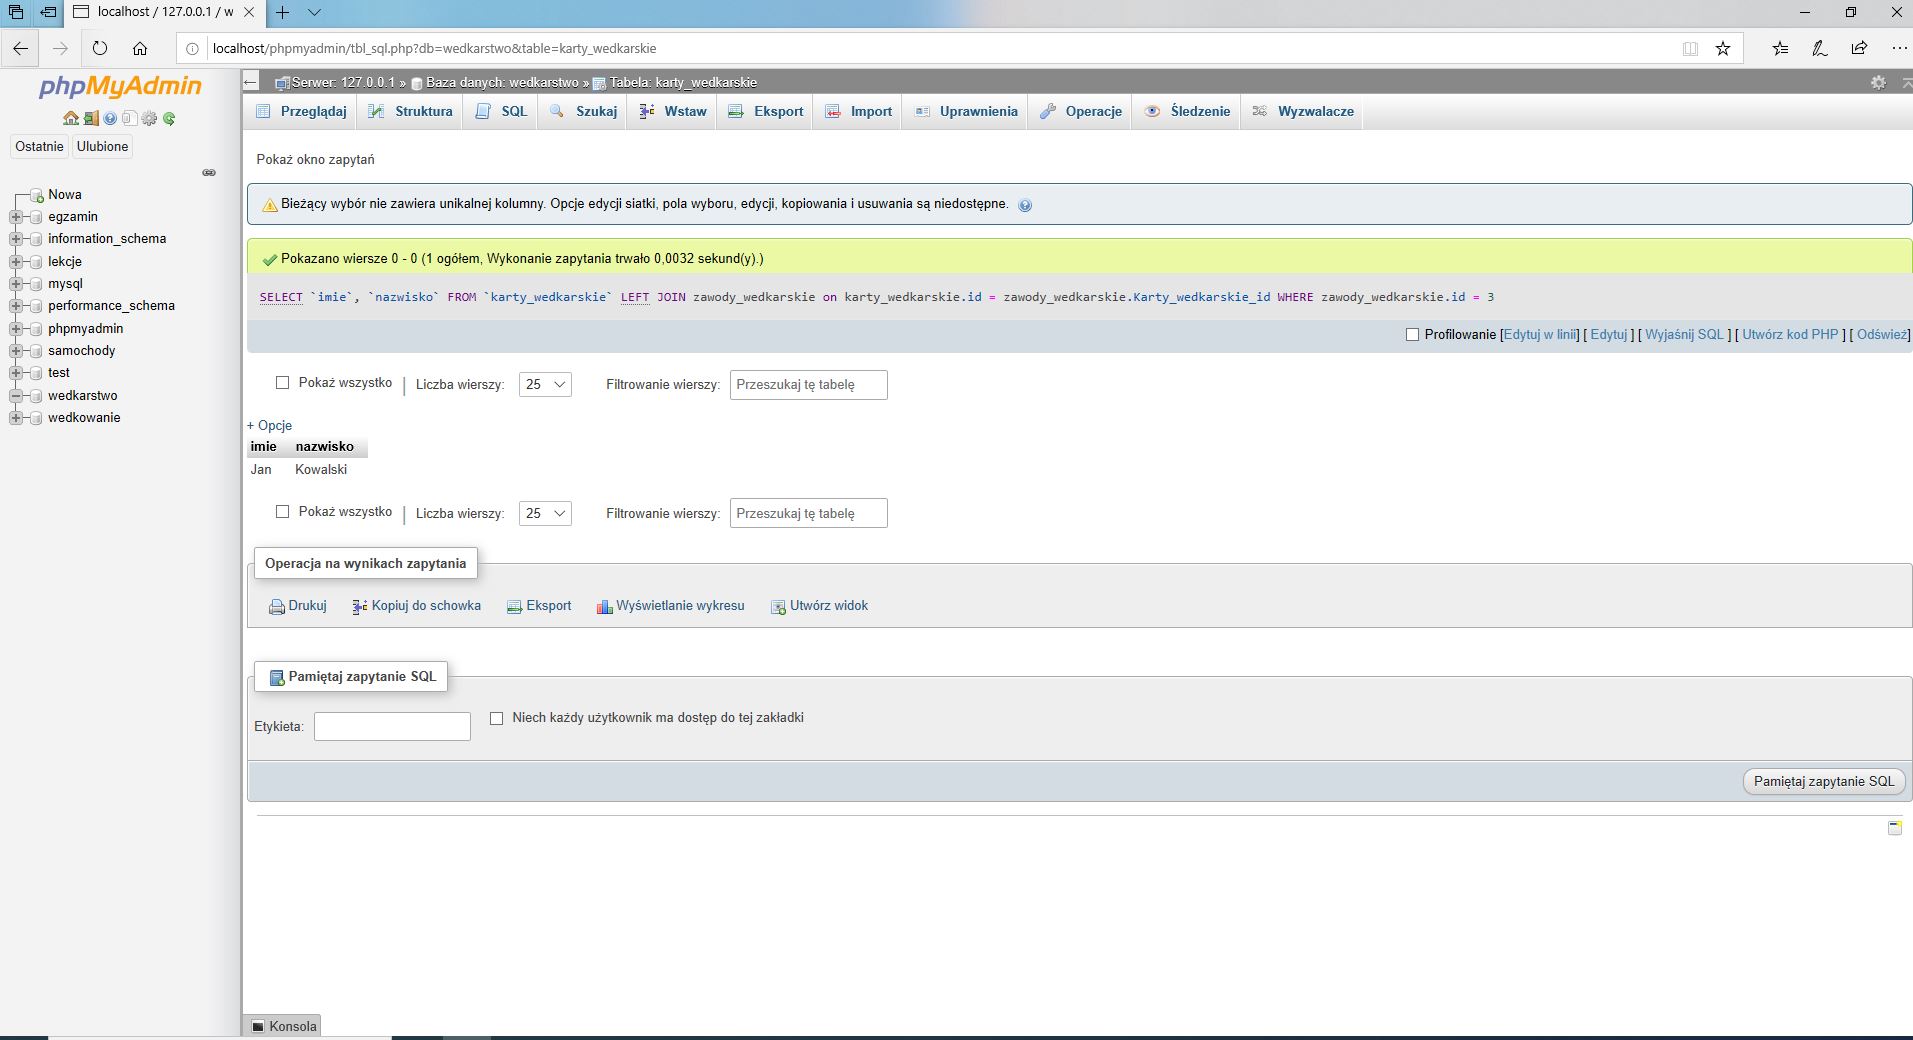 localhost / 127.0.0.1 / w
localhost/phpmyadmin/tbl_sql.php?db=wedkarstwo&table=karty_wedkarskie
phpMyAdmin
Ostatnie Ulubione
Nowa
egzamin
information_schema
lekcje
mysql
performance_schema
phpmyadmin
samochody
test
wedkarstwo
wedkowanie
Serwer: 127.0.0.1 » Baza danych: wedkarstwo » Tabela: karty_wedkarskie
Przeglądaj Struktura SQL Szukaj Wstaw Eksport Import Uprawnienia Operacje Śledzenie Wyzwalacze
Pokaż okno zapytań
Bieżący wybór nie zawiera unikalnej kolumny. Opcje edycji siatki, pola wyboru, edycji, kopiowania i usuwania są niedostępne.
Pokazano wiersze 0 - 0 (1 ogółem, Wykonanie zapytania trwało 0,0032 sekund(y).)
SELECT `imie`, `nazwisko` FROM `karty_wedkarskie` LEFT JOIN zawody_wedkarskie on karty_wedkarskie.id = zawody_wedkarskie.Karty_wedkarskie_id WHERE zawody_wedkarskie.id = 3
Profilowanie [Edytuj w linii] [ Edytuj ] [ Wyjaśnij SQL ] [ Utwórz kod PHP ] [ Odśwież]
Pokaż wszystko | Liczba wierszy: 25 Filtrowanie wierszy: Przeszukaj tę tabelę
+ Opcje
imie nazwisko
Jan Kowalski
Pokaż wszystko | Liczba wierszy: 25 Filtrowanie wierszy: Przeszukaj tę tabelę
Operacja na wynikach zapytania
Drukuj Kopiuj do schowka Eksport Wyświetlanie wykresu Utwórz widok
Pamiętaj zapytanie SQL
Etykieta: Niech każdy użytkownik ma dostęp do tej zakładki
Pamiętaj zapytanie SQL
Konsola